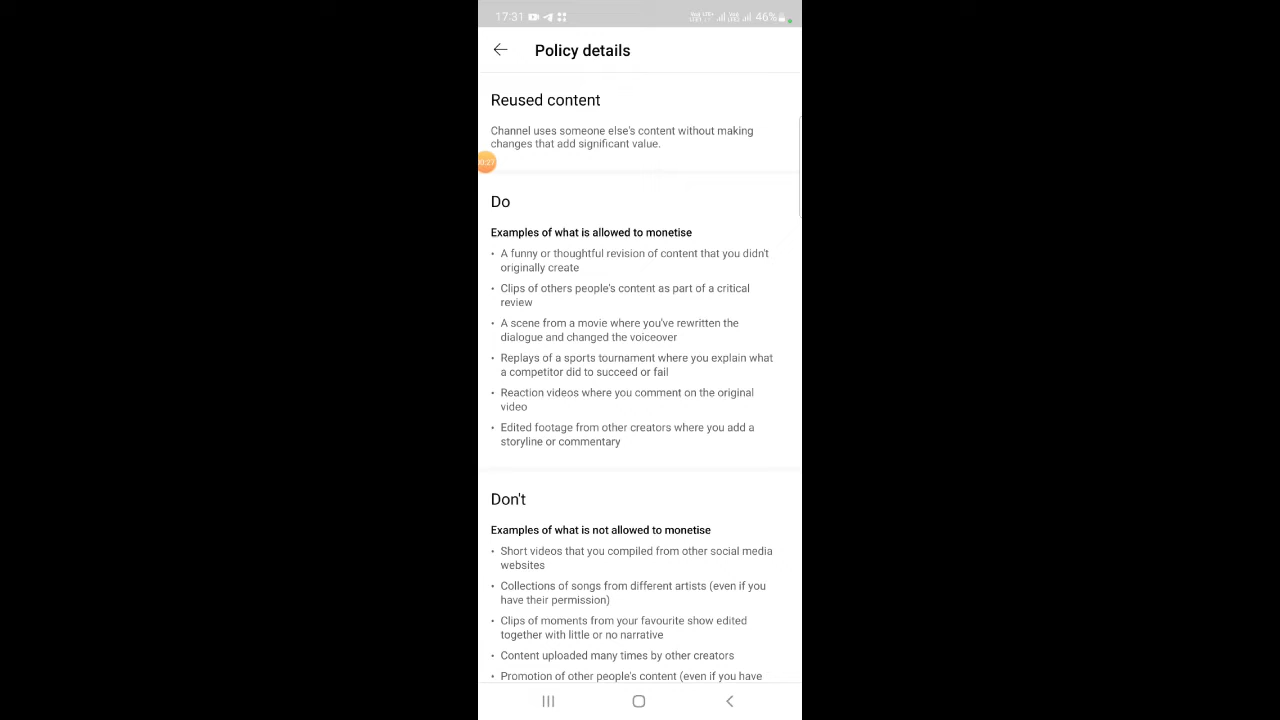 17:31
46%
Policy details
Reused content
Channel uses someone else's content without making
changes that add significant value.
00:27
Do
Examples of what is allowed to monetise
• A funny or thoughtful revision of content that you didn't
originally create
• Clips of others people's content as part of a critical
review
• A scene from a movie where you've rewritten the
dialogue and changed the voiceover
• Replays of a sports tournament where you explain what
a competitor did to succeed or fail
• Reaction videos where you comment on the original
video
• Edited footage from other creators where you add a
storyline or commentary
Don't
Examples of what is not allowed to monetise
• Short videos that you compiled from other social media
websites
• Collections of songs from different artists (even if you
have their permission)
• Clips of moments from your favourite show edited
together with little or no narrative
• Content uploaded many times by other creators
• Promotion of other people's content (even if you have